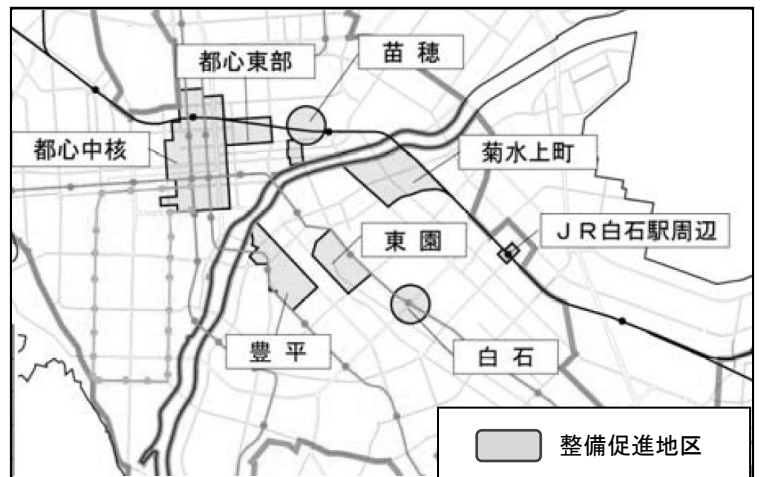 苗穂
都心東部
都心中核
菊水上町
東園
JR白石駅周辺
豊平
白石
整備促進地区